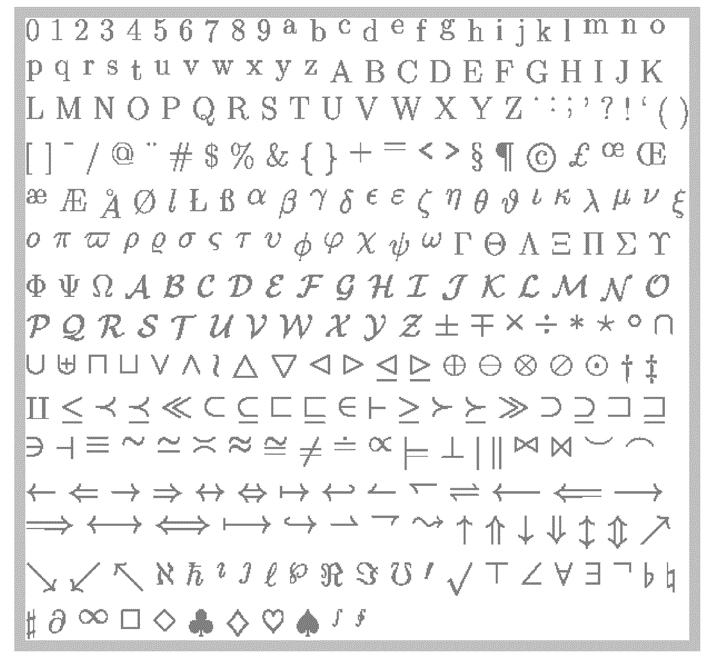 0 1 2 3 4 5 6 7 8 9 a b c d e f g h i j k l m n o
p q r s t u v w x y z A B C D E F G H I J K
L M N O P Q R S T U V W X Y Z ˙ : ; ' ? ! ‘ ( )
[ ] ¯ / @ ¨ # $ % & { } + = < > § ¶ © £ œ Œ
æ Æ Å Ø l Ł ß α β γ δ ϵ ε ζ η θ ϑ ι κ λ μ ν ξ
o π ϖ ρ ϱ σ ς τ υ ϕ φ χ ψ ω Γ Θ Λ Ξ Π Σ ϒ
Φ Ψ Ω 𝒜 ℬ 𝒞 𝒟 ℰ ℱ 𝒢 ℋ ℐ 𝒥 𝒦 ℒ ℳ 𝒩 𝒪
𝒫 𝒬 ℛ 𝒮 𝒯 𝒰 𝒱 𝒲 𝒳 𝒴 𝒵 ± ∓ × ÷ ∗ ⋆ ∘ ∩
∪ ⊎ ⊓ ⊔ ∨ ∧ ≀ △ ▽ ⊲ ⊳ ⊴ ⊵ ⊕ ⊖ ⊗ ⊘ ⊙ † ‡
⨿ ≤ ≺ ⪯ ≪ ⊂ ⊆ ⊏ ⊑ ∈ ⊢ ≥ ≻ ⪰ ≫ ⊃ ⊇ ⊐ ⊒
∋ ⊣ ≡ ∼ ≃ ≍ ≈ ≅ ≠ ≐ ∝ ⊨ ⊥ | ∥ ⋈ ⨝ ⌣ ⌢
← ⇐ → ⇒ ↔ ⇔ ↦ ↩ ↼ ↽ ⇌ ⟵ ⟸ ⟶
⟹ ⟷ ⟺ ⟼ ↪ ⇀ ⇁ ⇝ ↑ ⇑ ↓ ⇓ ↕ ⇕ ↗
↘ ↙ ↖ ℵ ℏ ı ȷ ℓ ℘ ℜ ℑ ℧ ′ √ ⊤ ∠ ∀ ∃ ¬ ♭ ♮
♯ ∂ ∞ □ ◇ ♣ ♢ ♡ ♠ ∫ ∮